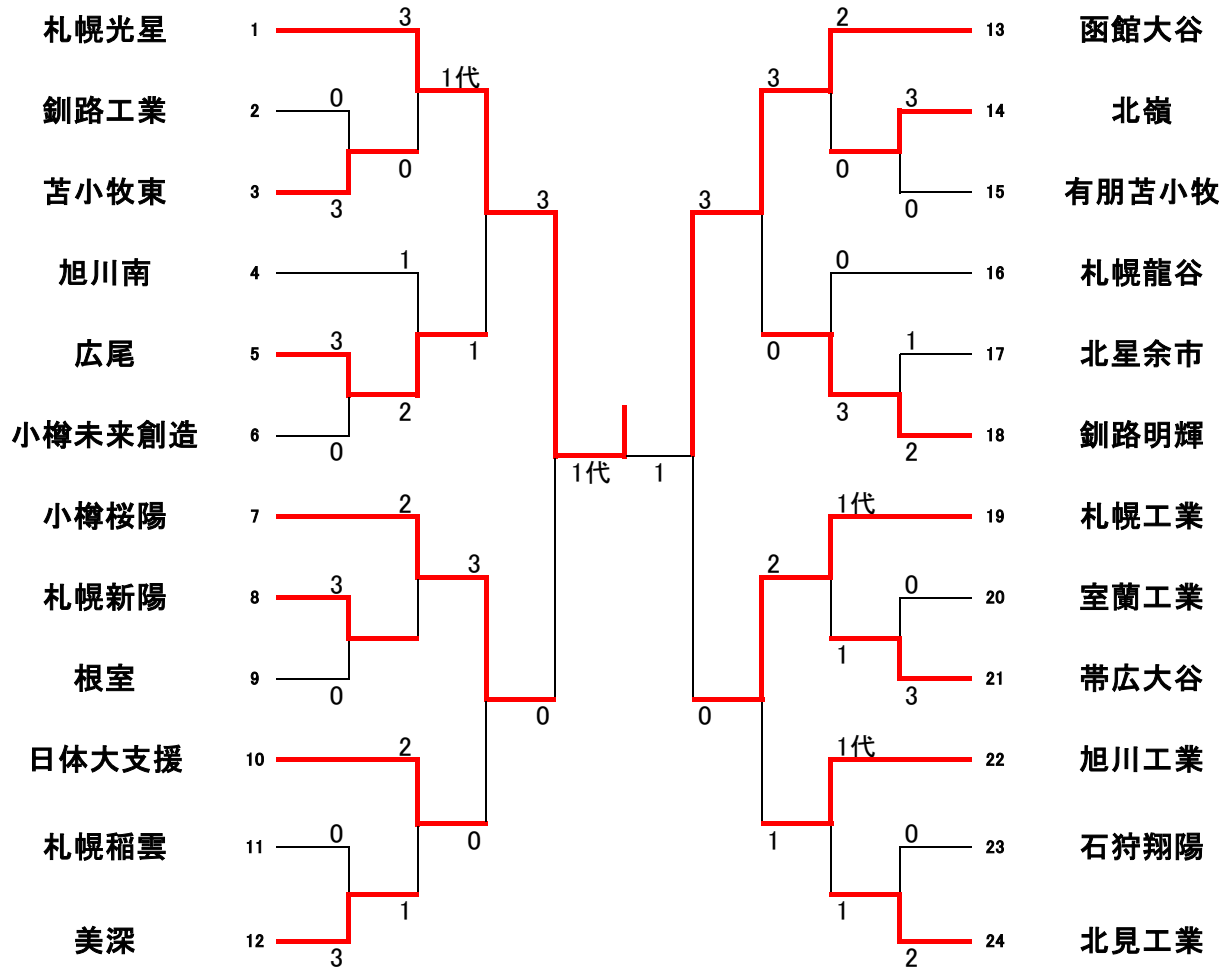 札幌光星 1 3 2 13 函館大谷
1代 3
釧路工業 2 0 3 14 北嶺
0 0
苫小牧東 3 3 3 3 0 15 有朋苫小牧
旭川南 4 1 0 16 札幌龍谷
広尾 5 3 1 0 1 17 北星余市
小樽未来創造 6 0 2 3 2 18 釧路明輝
1代 1
小樽桜陽 7 2 1代 19 札幌工業
3 2
札幌新陽 8 3 0 20 室蘭工業
1
根室 9 0 3 21 帯広大谷
0 0
日体大支援 10 2 1代 22 旭川工業
札幌稲雲 11 0 0 1 0 23 石狩翔陽
1 1
美深 12 3 2 24 北見工業